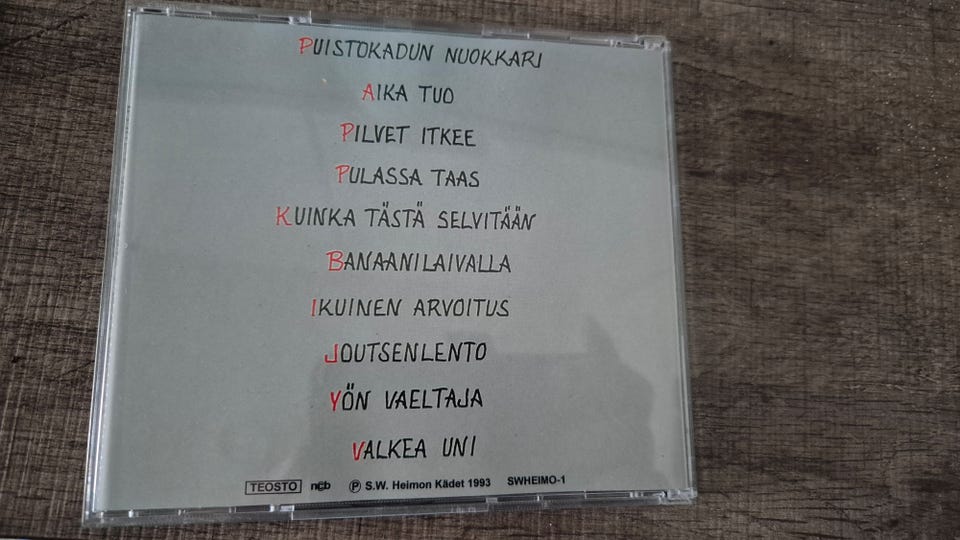 PUISTOKADUN NUOKKARI
AIKA TUO
PILVET ITKEE
PULASSA TAAS
KUINKA TÄSTÄ SELVITÄÄN
BANAANILAIVALLA
IKUINEN ARVOITUS
JOUTSENLENTO
YÖN VAELTAJA
VALKEA UNI
TEOSTO ncb Ⓟ S.W. Heimon Kädet 1993 SWHEIMO-1